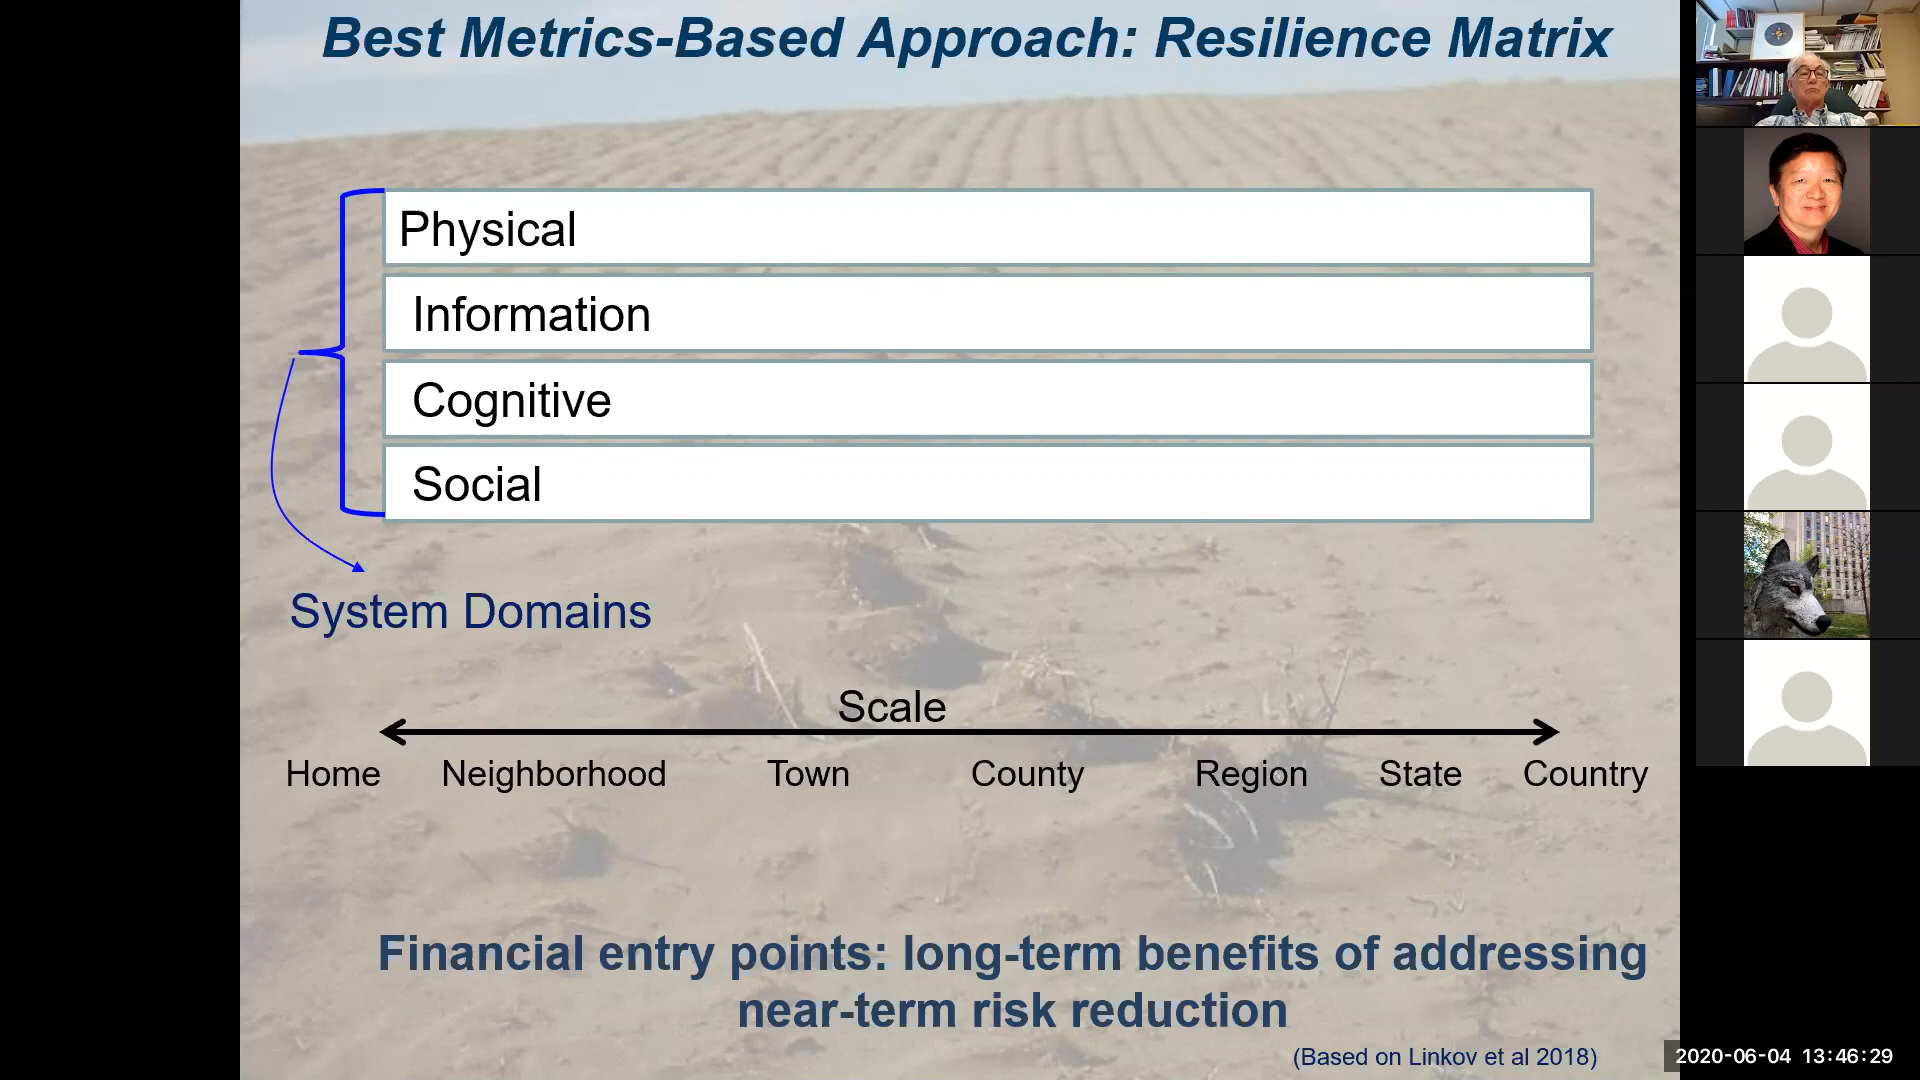 Best Metrics-Based Approach: Resilience Matrix
Physical
Information
Cognitive
Social
System Domains
Scale
Home Neighborhood Town County Region State Country
Financial entry points: long-term benefits of addressing
near-term risk reduction
(Based on Linkov et al 2018)
2020-06-04 13:46:29